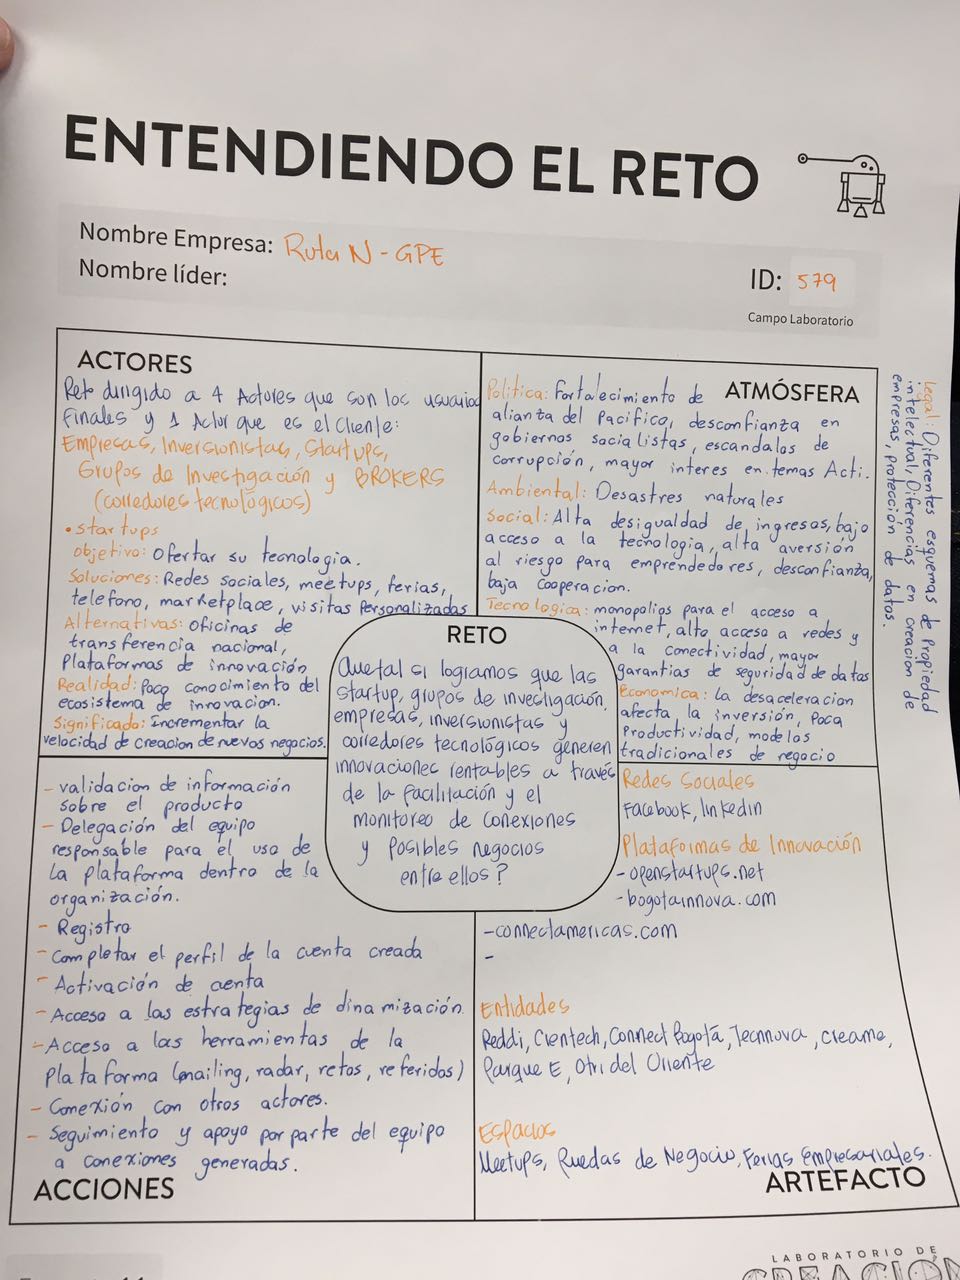 ENTENDIENDO EL RETO
Nombre Empresa: Ruta N - GPE
Nombre líder:
ID: 579
Campo Laboratorio
ACTORES
Reto dirigido a 4 Actores que son los usuarios
Finales y 1 Actor que es el cliente:
Empresas, Inversionistas, Startups,
Grupos de Investigación y BROKERS
(corredores tecnológicos)
• startups
Objetivo: Ofertar su tecnologia.
Soluciones: Redes sociales, meetups, ferias,
telefono, marketplace, visitas Personalizadas
Alternativas: Oficinas de
transferencia nacional,
Plataformas de innovación
Realidad: Poco conocimiento del
ecosistema de innovacion.
Significado: Incrementar la
velocidad de creacion de nuevos negocios.
ATMÓSFERA
Política: Fortalecimiento de
alianza del Pacifico, desconfianza en
gobiernos socialistas, escandalos de
corrupción, mayor interes en temas Acti.
Ambiental: Desastres naturales
Social: Alta desigualdad de ingresos, bajo
acceso a la tecnología, alta aversión
al riesgo para emprendedores, desconfianza,
baja cooperacion.
Tecnologica: monopolios para el acceso a
internet, alto acceso a redes y
a la conectividad, mayor
garantias de seguridad de datos
Economica: la desaceleracion
afecta la inversión, Poca
Productividad, modelos
tradicionales de negocio
Legal: Diferentes esquemas de Propiedad
intelectual, Diferencias en creacion de
empresas, protección de datos.
RETO
Que tal si logramos que las
startup, grupos de investigación,
empresas, inversionistas y
corredores tecnológicos generen
innovaciones rentables a través
de la facilitación y el
monitoreo de conexiones
y posibles negocios
entre ellos?
- validacion de información
sobre el producto
- Delegación del equipo
responsable para el uso de
la plataforma dentro de la
organización.
- Registro
- Completar el perfil de la cuenta creada
- Activación de cuenta
- Acceso a las estrategias de dinamización.
- Acceso a las herramientas de la
Plataforma (mailing, radar, retos, referidos)
- Conexión con otros actores.
- Seguimiento y apoyo por parte del equipo
a conexiones generadas.
ACCIONES
Redes Sociales
Facebook, linkedin
Plataformas de Innovación
- openstartups.net
- bogotainnova.com
- connectamericas.com
-
Entidades
Reddi, Cientech, Connect Bogotá, Tecnnova, Creame,
Parque E, Otri del Oriente
Espacios
Meetups, Ruedas de Negocio, Ferias Empresariales.
ARTEFACTO
LABORATORIO DE
CREACIÓN